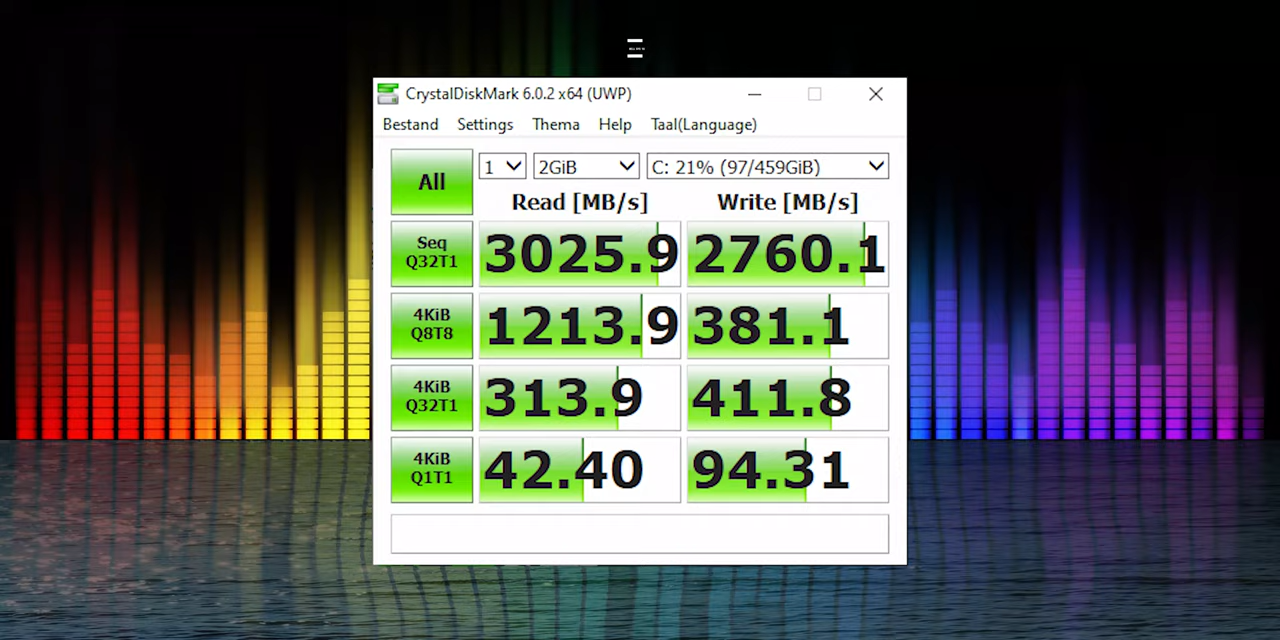 CrystalDiskMark 6.0.2 x64 (UWP)
Bestand Settings Thema Help Taal(Language)
All 1 2GiB C: 21% (97/459GiB)
Read [MB/s] Write [MB/s]
Seq
Q32T1 3025.9 2760.1
4KiB
Q8T8 1213.9 381.1
4KiB
Q32T1 313.9 411.8
4KiB
Q1T1 42.40 94.31